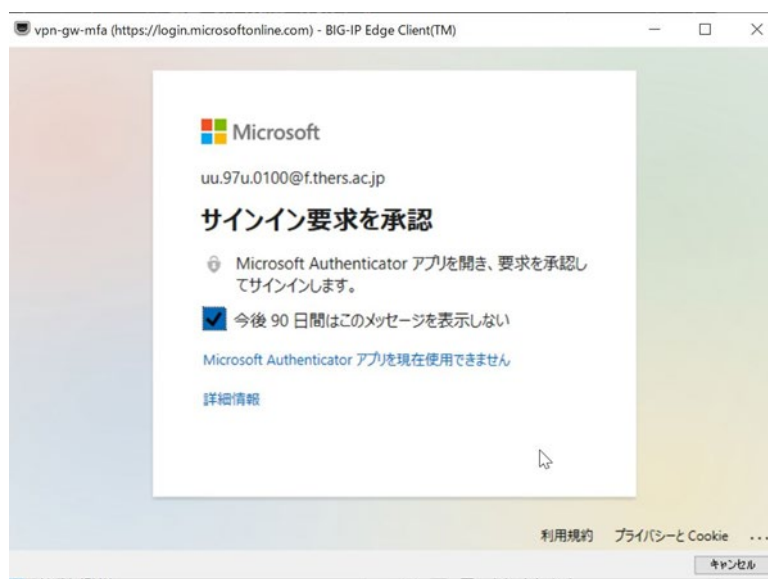 vpn-gw-mfa (https://login.microsoftonline.com) - BIG-IP Edge Client(TM)
Microsoft
uu.97u.0100@f.thers.ac.jp
サインイン要求を承認
Microsoft Authenticator アプリを開き、要求を承認し
てサインインします。
今後 90 日間はこのメッセージを表示しない
Microsoft Authenticator アプリを現在使用できません
詳細情報
利用規約 プライバシーと Cookie ...
キャンセル